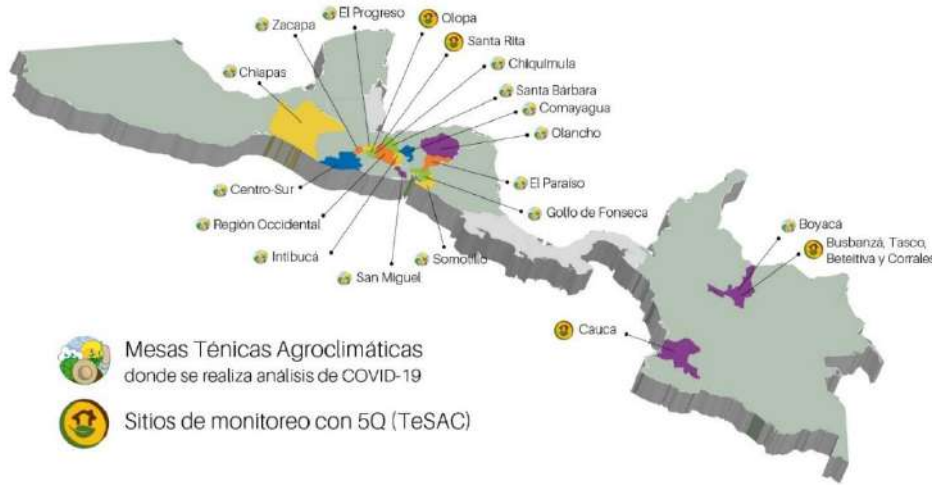 El Progreso
Olopa
Zacapa
Santa Rita
Chiquimula
Chiapas
Santa Bárbara
Comayagua
Olancho
Centro-Sur
El Paraíso
Región Occidental
Golfo de Fonseca
Boyacá
Intibucá
Somotillo
Busbanzá, Tasco,
Beteitiva y Corrales
San Miguel
Cauca
Mesas Ténicas Agroclimáticas
donde se realiza análisis de COVID-19
Sitios de monitoreo con 5Q (TeSAC)